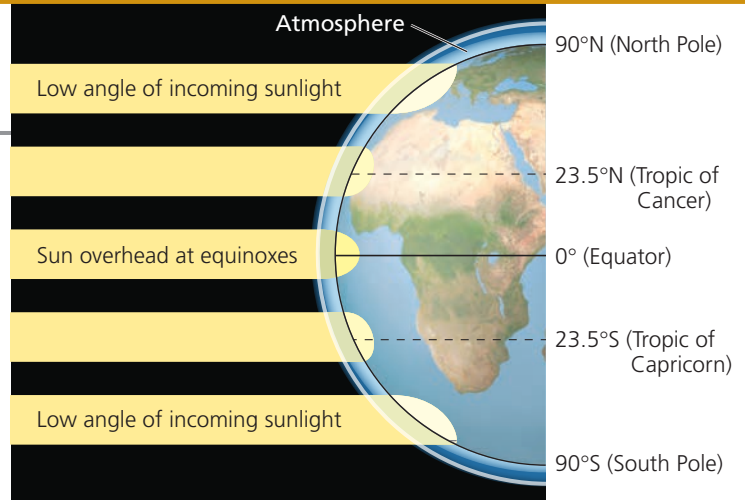 Atmosphere
90°N (North Pole)
Low angle of incoming sunlight
23.5°N (Tropic of
Cancer)
Sun overhead at equinoxes
0° (Equator)
23.5°S (Tropic of
Capricorn)
Low angle of incoming sunlight
90°S (South Pole)